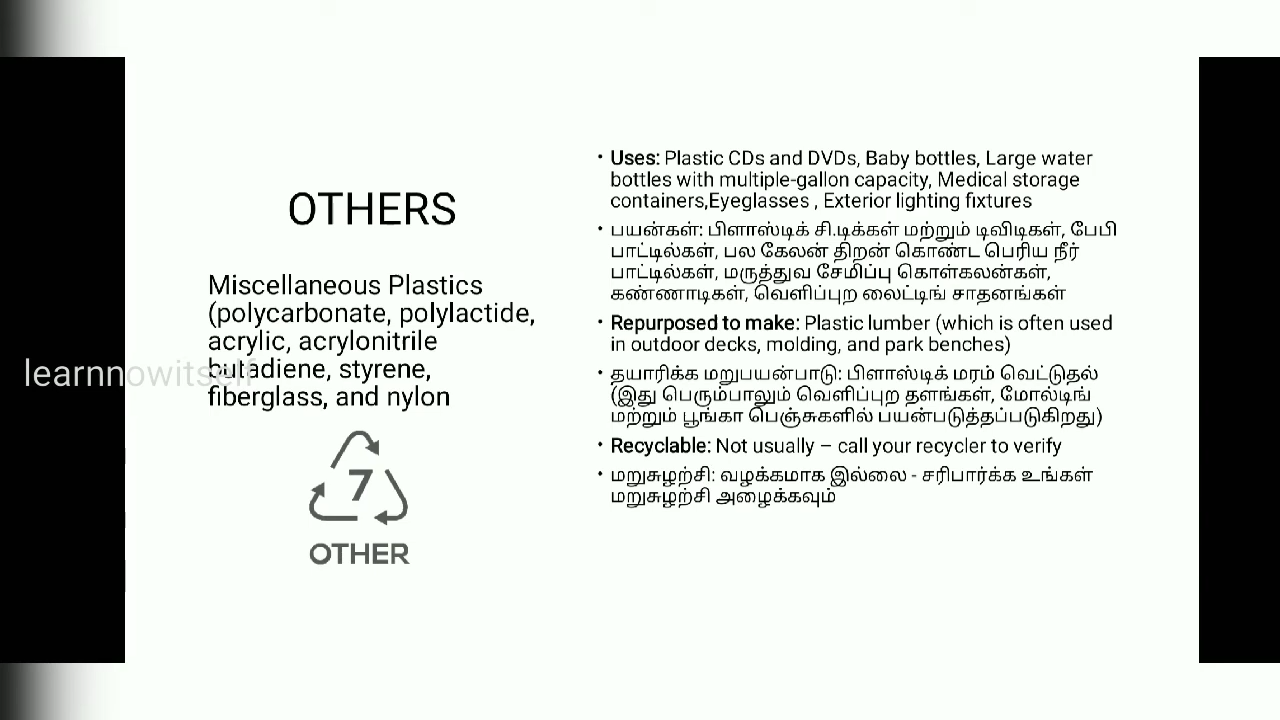 OTHERS
Miscellaneous Plastics
(polycarbonate, polylactide,
acrylic, acrylonitrile
butadiene, styrene,
fiberglass, and nylon
learnnowitself
7
OTHER
• Uses: Plastic CDs and DVDs, Baby bottles, Large water
bottles with multiple-gallon capacity, Medical storage
containers,Eyeglasses , Exterior lighting fixtures
• பயன்கள்: பிளாஸ்டிக் சி.டிக்கள் மற்றும் டிவிடிகள், பேபி
பாட்டில்கள், பல கேலன் திறன் கொண்ட பெரிய நீர்
பாட்டில்கள், மருத்துவ சேமிப்பு கொள்கலன்கள்,
கண்ணாடிகள், வெளிப்புற லைட்டிங் சாதனங்கள்
• Repurposed to make: Plastic lumber (which is often used
in outdoor decks, molding, and park benches)
• தயாரிக்க மறுபயன்பாடு: பிளாஸ்டிக் மரம் வெட்டுதல்
(இது பெரும்பாலும் வெளிப்புற தளங்கள், மோல்டிங்
மற்றும் பூங்கா பெஞ்சுகளில் பயன்படுத்தப்படுகிறது)
• Recyclable: Not usually – call your recycler to verify
• மறுசுழற்சி: வழக்கமாக இல்லை - சரிபார்க்க உங்கள்
மறுசுழற்சி அழைக்கவும்